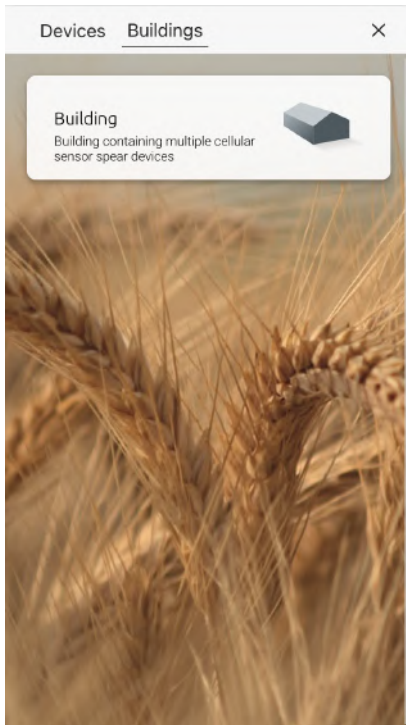 Devices Buildings
Building
Building containing multiple cellular
sensor spear devices